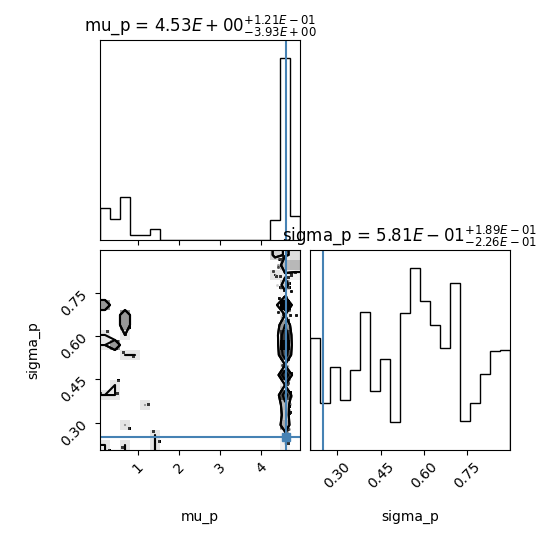 mu_p = 4.53E + 00+1.21E − 01−3.93E + 00
sigma_p = 5.81E − 01+1.89E − 01−2.26E − 01
sigma_p
0.75
0.60
0.45
0.30
1 2 3 4
0.30 0.45 0.60 0.75
mu_p
sigma_p